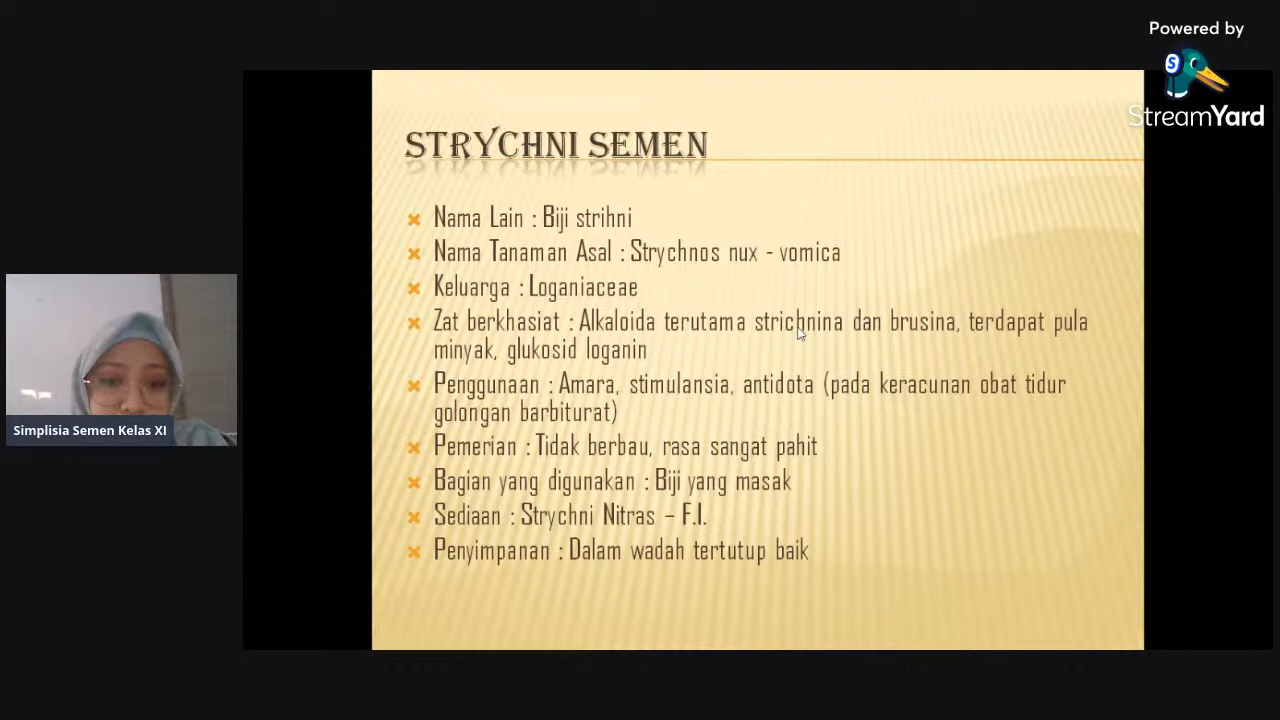 Powered by
StreamYard
STRYCHNI SEMEN
Nama Lain : Biji strihni
Nama Tanaman Asal : Strychnos nux - vomica
Keluarga : Loganiaceae
Zat berkhasiat : Alkaloida terutama strichnina dan brusina, terdapat pula
minyak, glukosid loganin
Penggunaan : Amara, stimulansia, antidota (pada keracunan obat tidur
golongan barbiturat)
Pemerian : Tidak berbau, rasa sangat pahit
Bagian yang digunakan : Biji yang masak
Sediaan : Strychni Nitras – F.I.
Penyimpanan : Dalam wadah tertutup baik
Simplisia Semen Kelas XI